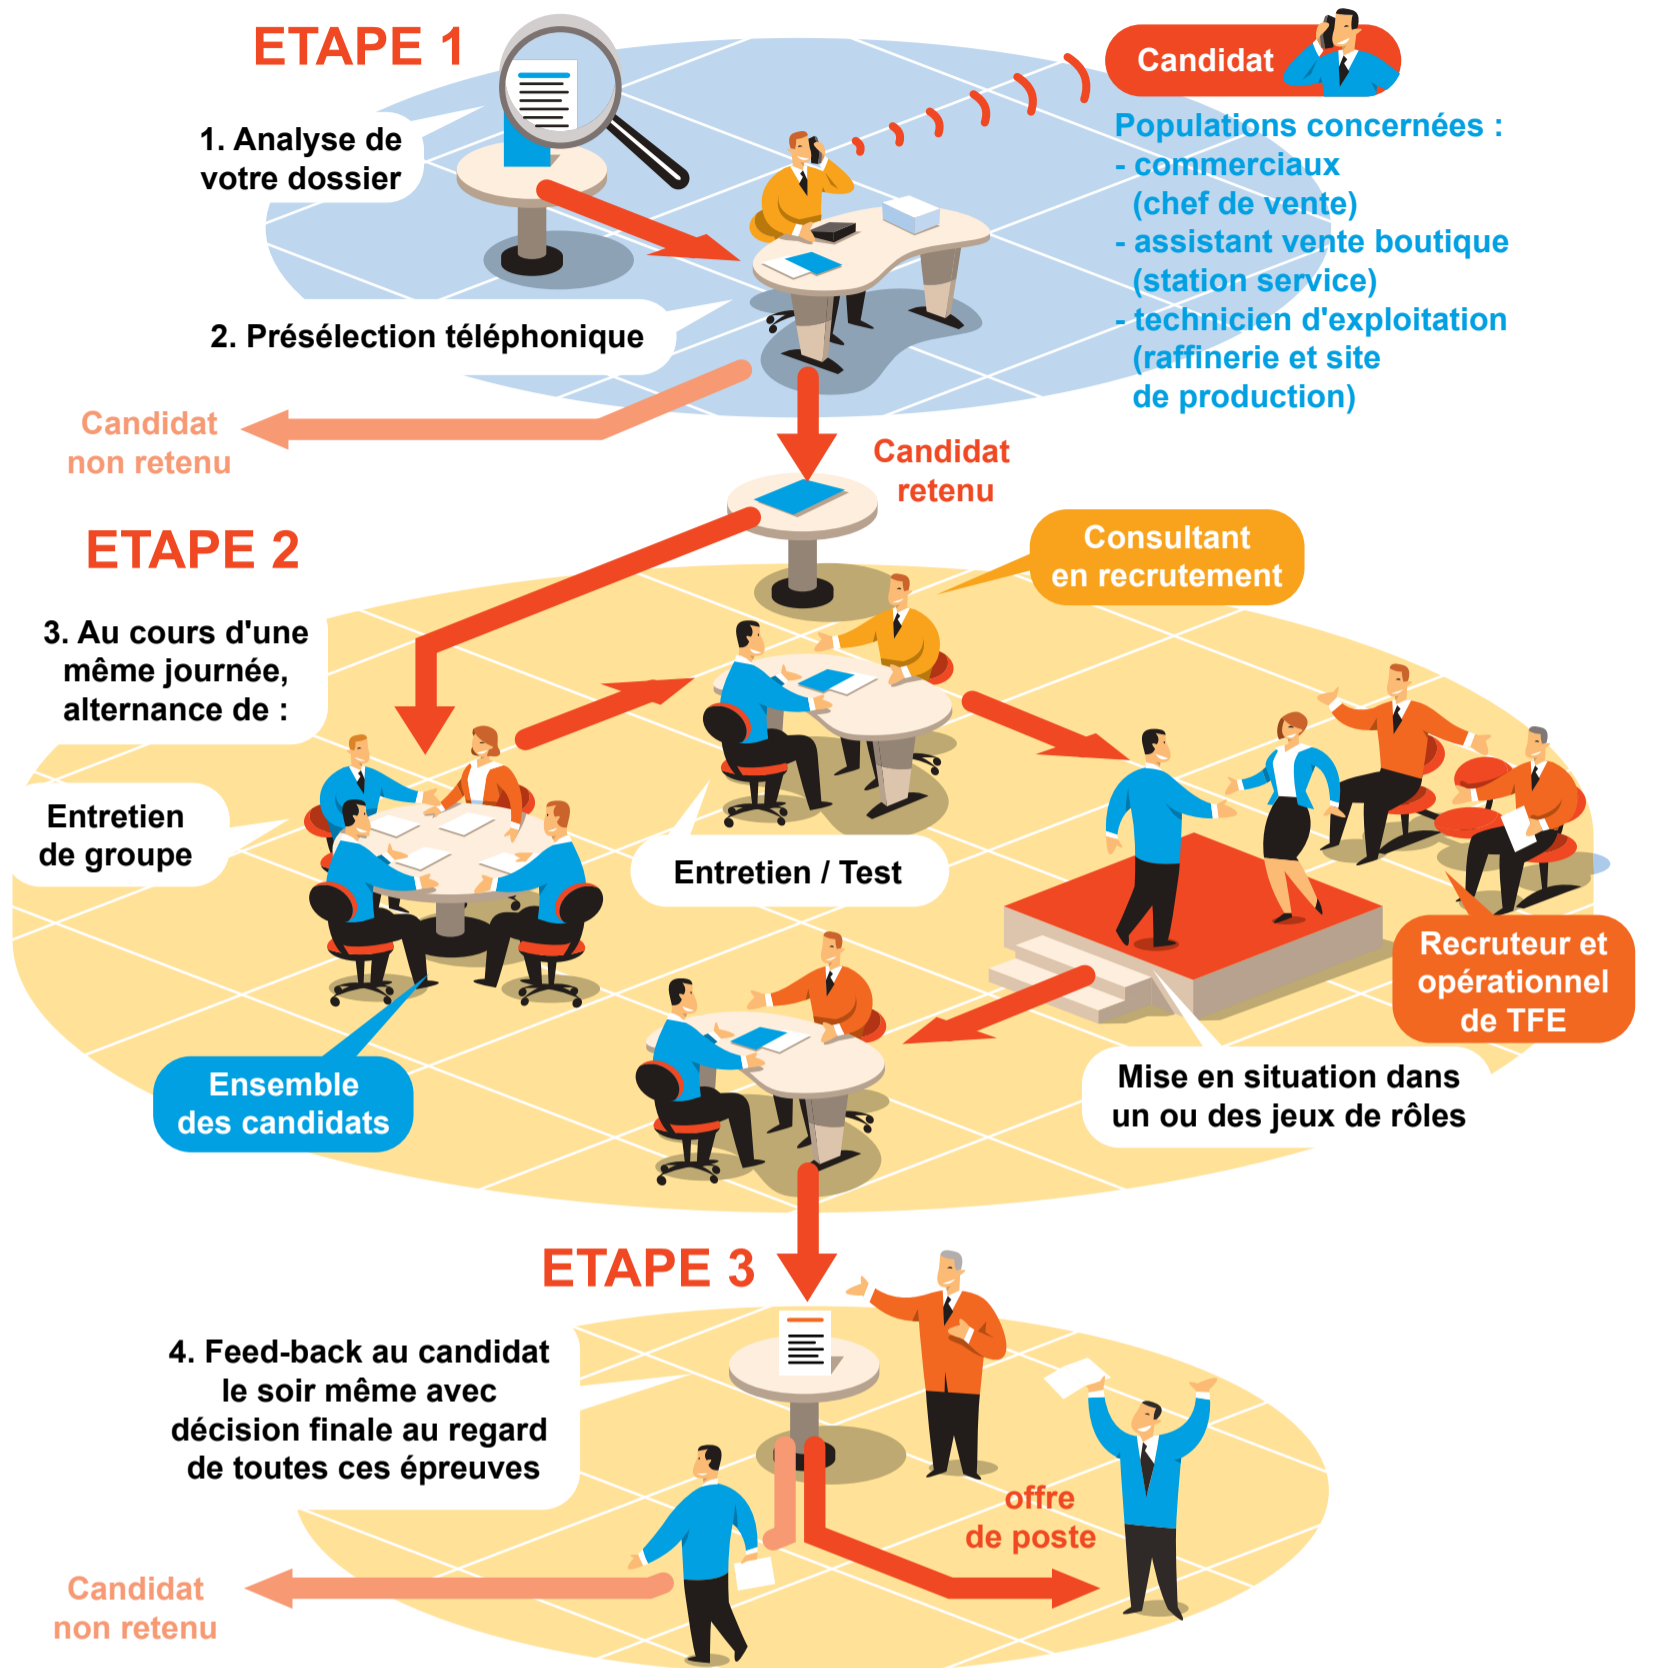 ETAPE 1
1. Analyse de
votre dossier
Candidat
Populations concernées :
- commerciaux
(chef de vente)
- assistant vente boutique
(station service)
- technicien d'exploitation
(raffinerie et site
de production)
2. Présélection téléphonique
Candidat
non retenu
Candidat
retenu
ETAPE 2
Consultant
en recrutement
3. Au cours d'une
même journée,
alternance de :
Entretien
de groupe
Entretien / Test
Recruteur et
opérationnel
de TFE
Ensemble
des candidats
Mise en situation dans
un ou des jeux de rôles
ETAPE 3
4. Feed-back au candidat
le soir même avec
décision finale au regard
de toutes ces épreuves
offre
de poste
Candidat
non retenu